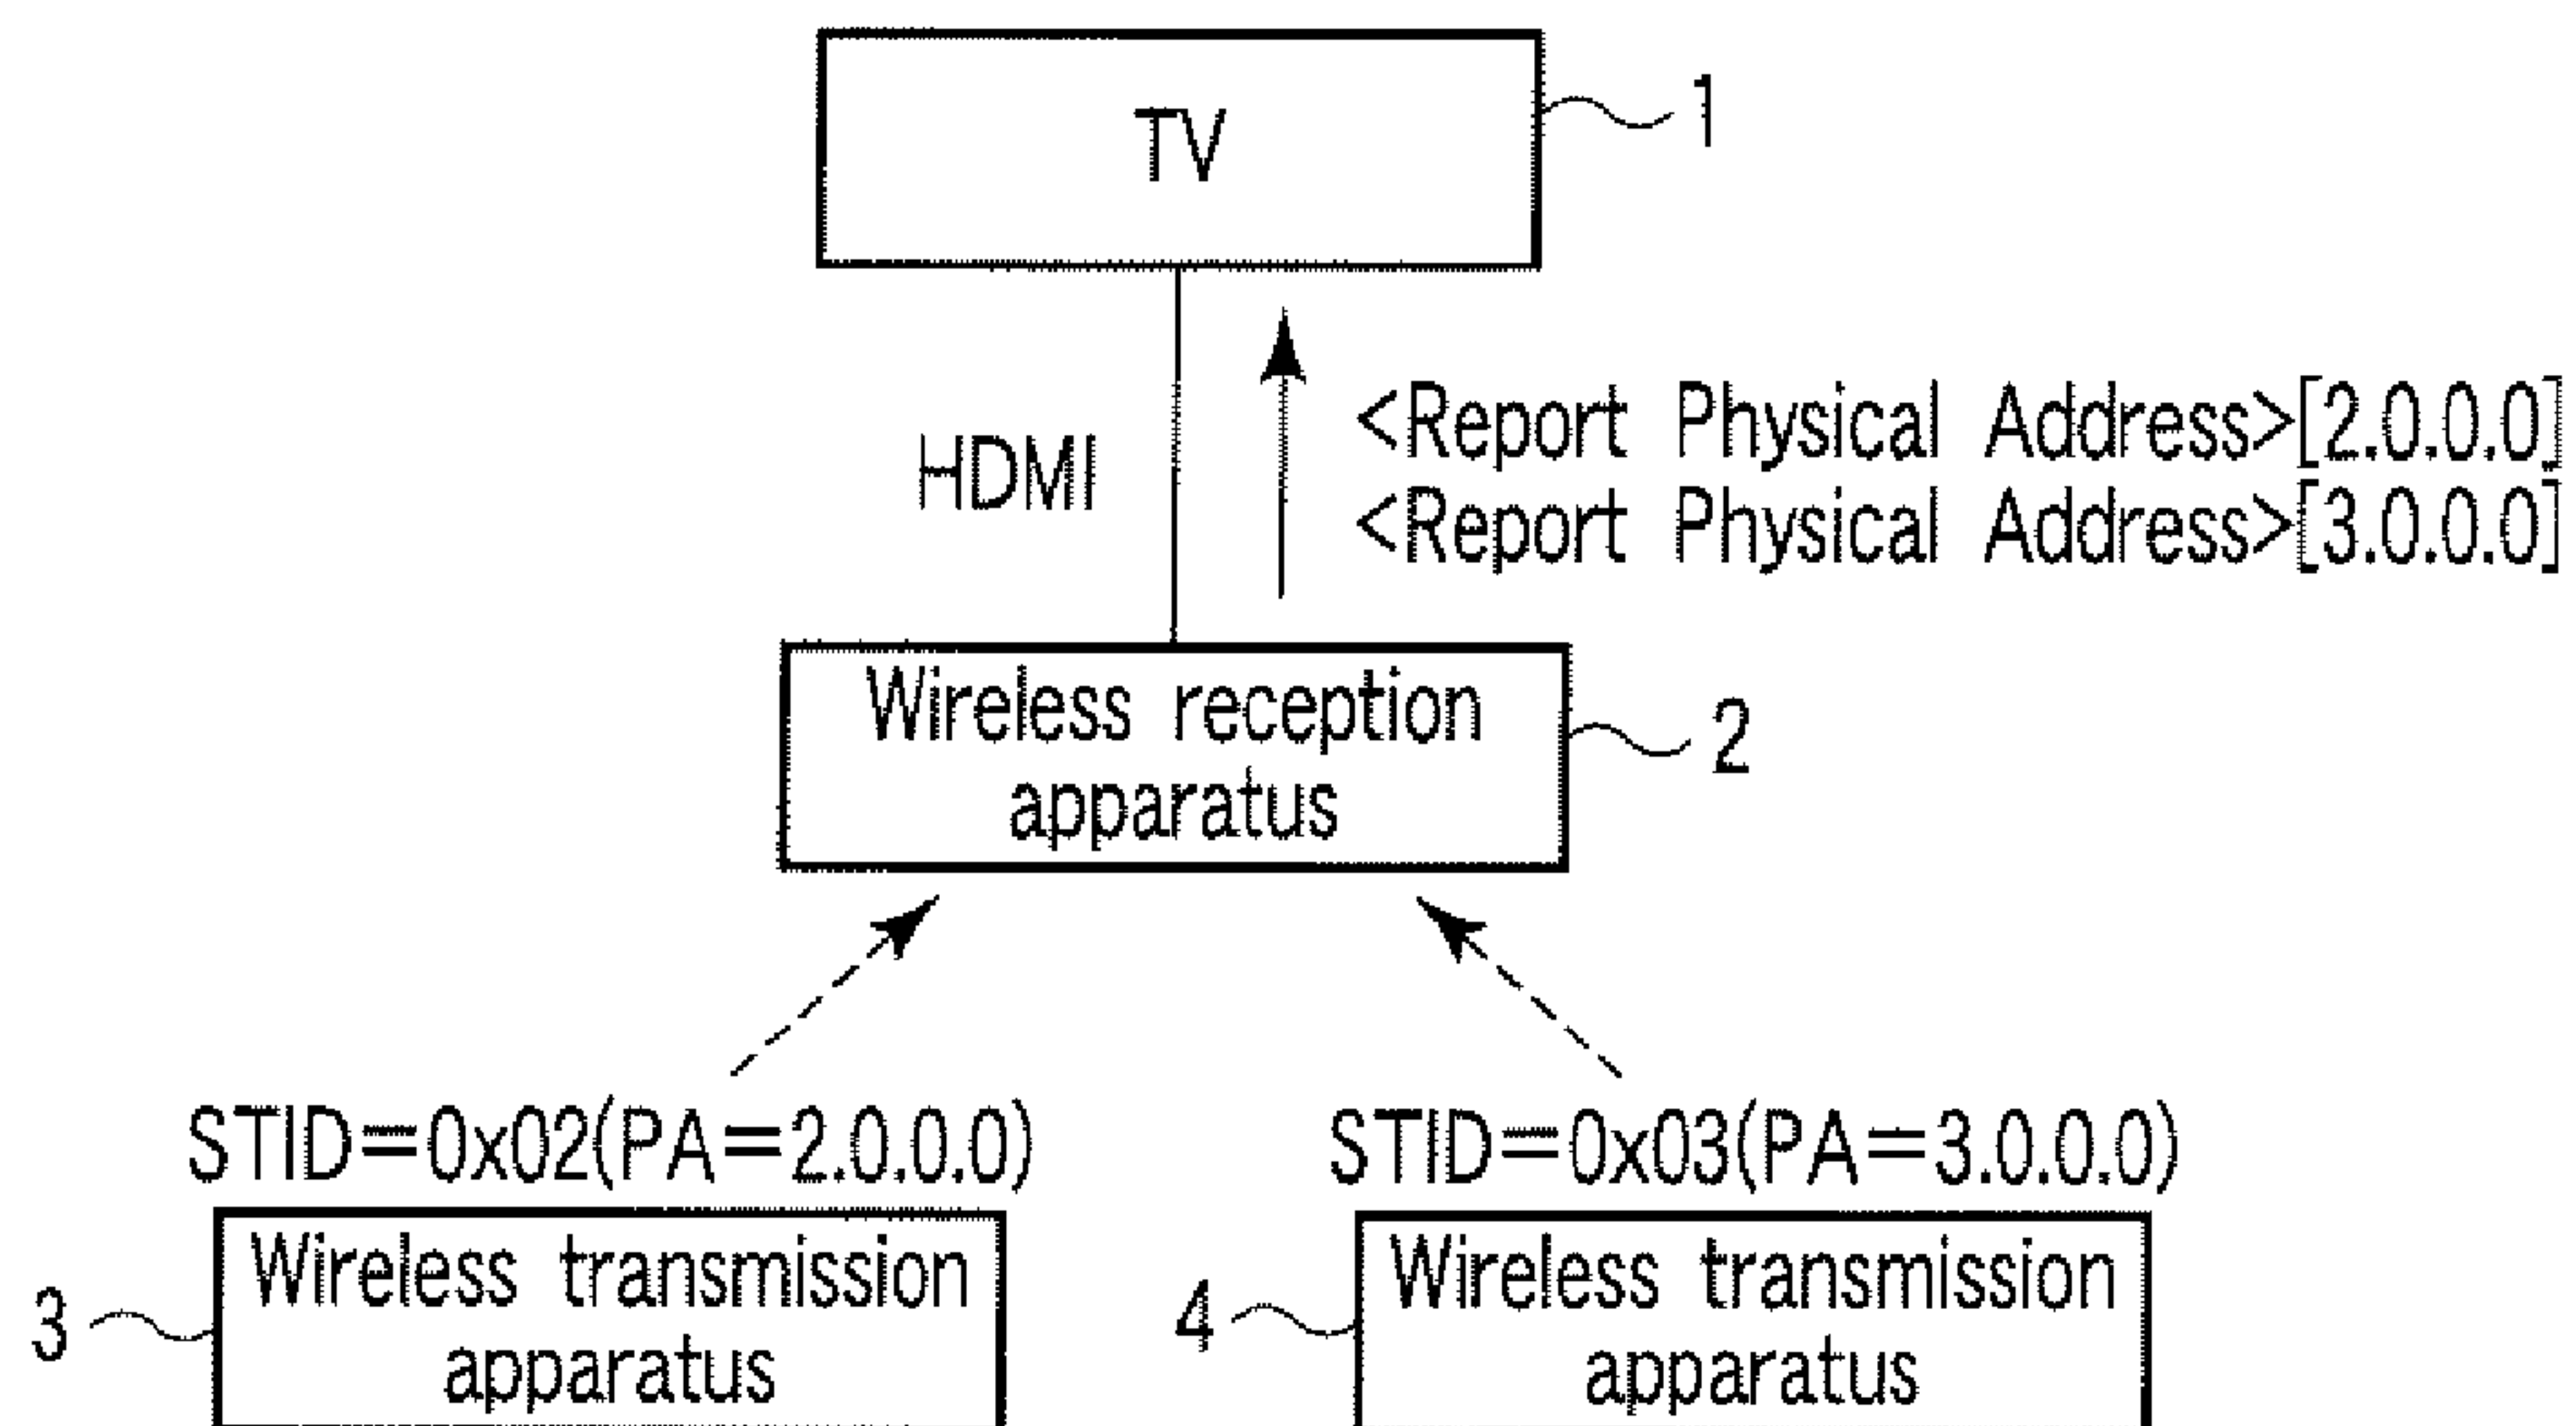 TV
1
HDMI
<Report Physical Address>[2.0.0.0]
<Report Physical Address>[3.0.0.0]
Wireless reception
apparatus
2
STID=0x02(PA=2.0.0.0)
STID=0x03(PA=3.0.0.0)
3
Wireless transmission
apparatus
4
Wireless transmission
apparatus